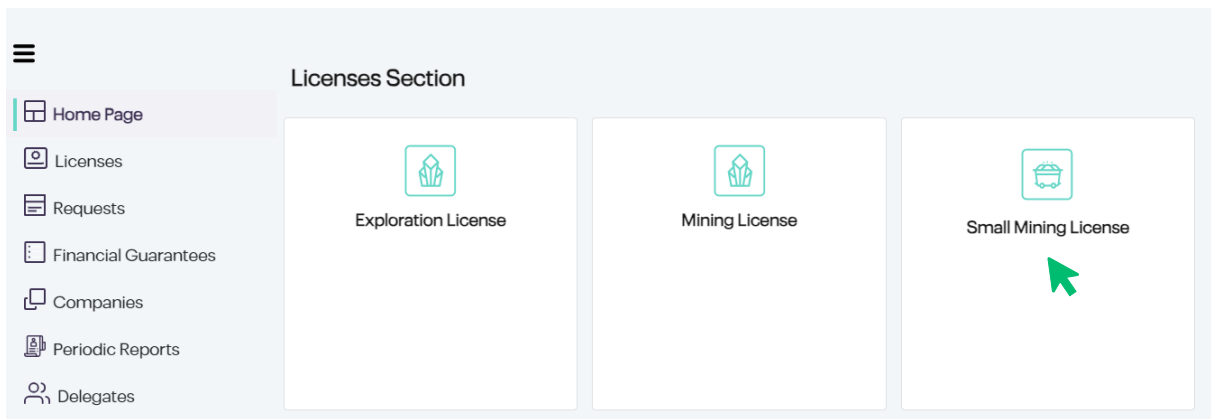 Licenses Section
Home Page
Licenses
Requests
Financial Guarantees
Companies
Periodic Reports
Delegates
Exploration License
Mining License
Small Mining License